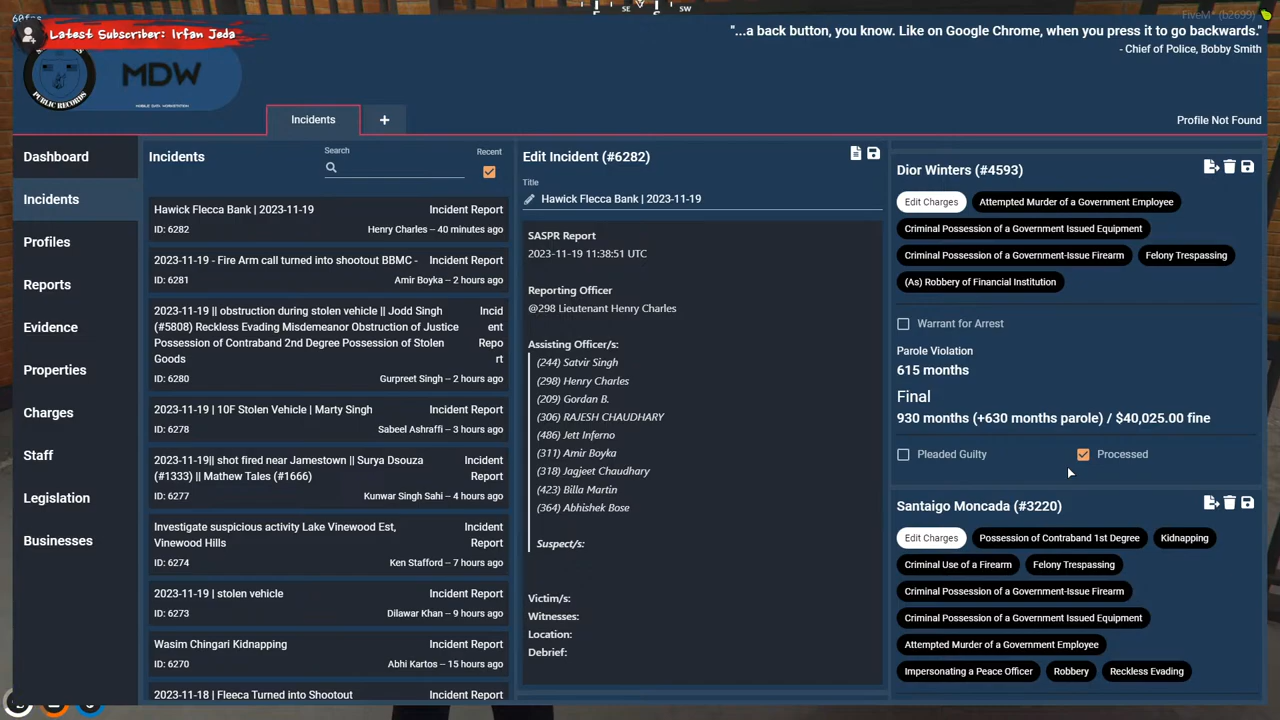 60fps
SE
SW
FiveM* (b2699)
Latest Subscriber: Irfan Jeda
"...a back button, you know. Like on Google Chrome, when you press it to go backwards."
- Chief of Police, Bobby Smith
PUBLIC RECORDS
MDW
MOBILE DATA WORKSTATION
Incidents
+
Profile Not Found
Dashboard
Incidents
Profiles
Reports
Evidence
Properties
Charges
Staff
Legislation
Businesses
Incidents
Search
Recent
Hawick Flecca Bank | 2023-11-19
Incident Report
ID: 6282
Henry Charles – 40 minutes ago
2023-11-19 - Fire Arm call turned into shootout BBMC -
Incident Report
ID: 6281
Amir Boyka – 2 hours ago
2023-11-19 || obstruction during stolen vehicle || Jodd Singh
(#5808) Reckless Evading Misdemeanor Obstruction of Justice
Possession of Contraband 2nd Degree Possession of Stolen
Goods
Incid
ent
Repo
rt
ID: 6280
Gurpreet Singh – 2 hours ago
2023-11-19 | 10F Stolen Vehicle | Marty Singh
Incident Report
ID: 6278
Sabeel Ashraffi – 3 hours ago
2023-11-19|| shot fired near Jamestown || Surya Dsouza
(#1333) || Mathew Tales (#1666)
Incident
Report
ID: 6277
Kunwar Singh Sahi – 4 hours ago
Investigate suspicious activity Lake Vinewood Est,
Vinewood Hills
Incident
Report
ID: 6274
Ken Stafford – 7 hours ago
2023-11-19 | stolen vehicle
Incident Report
ID: 6273
Dilawar Khan – 9 hours ago
Wasim Chingari Kidnapping
Incident Report
ID: 6270
Abhi Kartos – 15 hours ago
2023-11-18 | Fleeca Turned into Shootout
Incident Report
Edit Incident (#6282)
Title
Hawick Flecca Bank | 2023-11-19
SASPR Report
2023-11-19 11:38:51 UTC
Reporting Officer
@298 Lieutenant Henry Charles
Assisting Officer/s:
(244) Satvir Singh
(298) Henry Charles
(209) Gordan B.
(306) RAJESH CHAUDHARY
(486) Jett Inferno
(311) Amir Boyka
(318) Jagjeet Chaudhary
(423) Billa Martin
(364) Abhishek Bose
Suspect/s:
Victim/s:
Witnesses:
Location:
Debrief:
Dior Winters (#4593)
Edit Charges
Attempted Murder of a Government Employee
Criminal Possession of Government Issued Equipment
Criminal Possession of a Government-Issue Firearm
Felony Trespassing
(As) Robbery of Financial Institution
Warrant for Arrest
Parole Violation
615 months
Final
930 months (+630 months parole) / $40,025.00 fine
Pleaded Guilty
Processed
Santaigo Moncada (#3220)
Edit Charges
Possession of Contraband 1st Degree
Kidnapping
Criminal Use of a Firearm
Felony Trespassing
Criminal Possession of a Government-Issue Firearm
Criminal Possession of Government Issued Equipment
Attempted Murder of a Government Employee
Impersonating a Peace Officer
Robbery
Reckless Evading